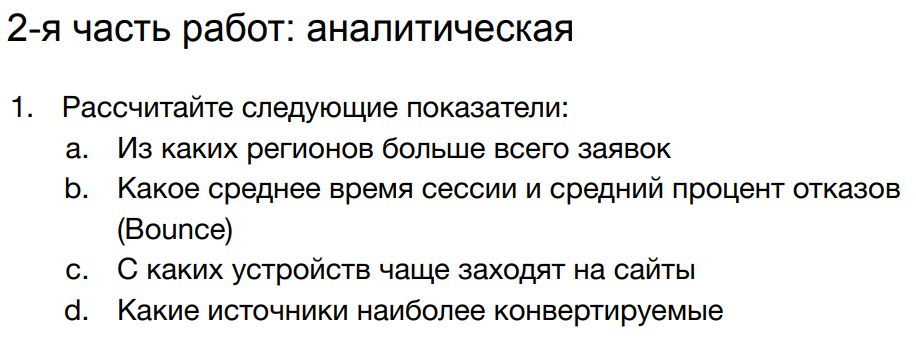 2-я часть работ: аналитическая
1. Рассчитайте следующие показатели:
a. Из каких регионов больше всего заявок
b. Какое среднее время сессии и средний процент отказов
(Bounce)
c. С каких устройств чаще заходят на сайты
d. Какие источники наиболее конвертируемые